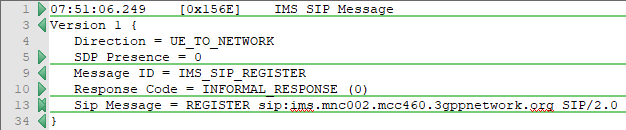 1 07:51:06.249 [0x156E] IMS SIP Message
3 Version 1 {
4 Direction = UE_TO_NETWORK
5 SDP Presence = 0
9 Message ID = IMS_SIP_REGISTER
10 Response Code = INFORMAL_RESPONSE (0)
13 Sip Message = REGISTER sip:ims.mnc002.mcc460.3gppnetwork.org SIP/2.0
34 }